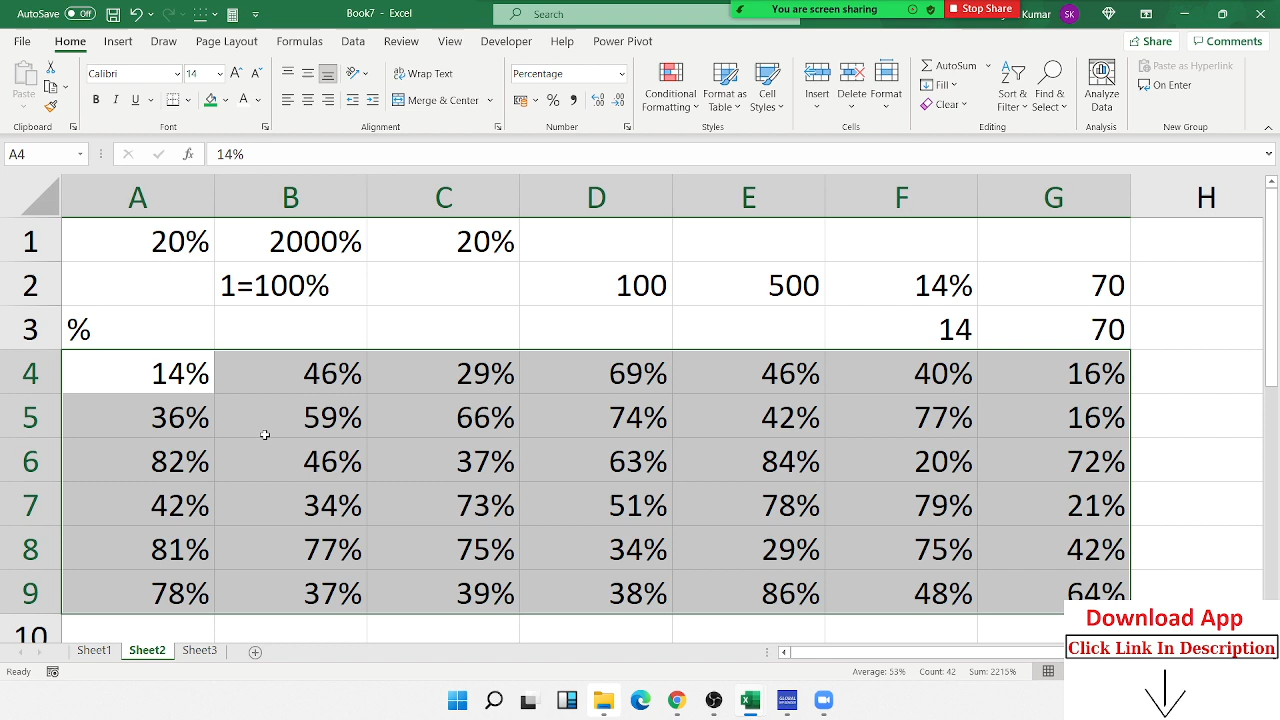 AutoSave Off Book7 - Excel Search You are screen sharing Stop Share Kumar SK
File Home Insert Draw Page Layout Formulas Data Review View Developer Help Power Pivot Share Comments
Paste Calibri 14 Wrap Text Percentage Conditional Formatting Format as Table Cell Styles Insert Delete Format AutoSum Sort & Filter Find & Select Analyze Data Paste as Hyperlink
B I U Merge & Center Fill On Enter
Clear
Clipboard Font Alignment Number Styles Cells Editing Analysis New Group
A4 fx 14%
A B C D E F G H
1 20% 2000% 20%
2 1=100% 100 500 14% 70
3 % 14 70
4 14% 46% 29% 69% 46% 40% 16%
5 36% 59% 66% 74% 42% 77% 16%
6 82% 46% 37% 63% 84% 20% 72%
7 42% 34% 73% 51% 78% 79% 21%
8 81% 77% 75% 34% 29% 75% 42%
9 78% 37% 39% 38% 86% 48% 64%
10
Download App
Click Link In Description
Sheet1 Sheet2 Sheet3
Ready Average: 53% Count: 42 Sum: 2215%